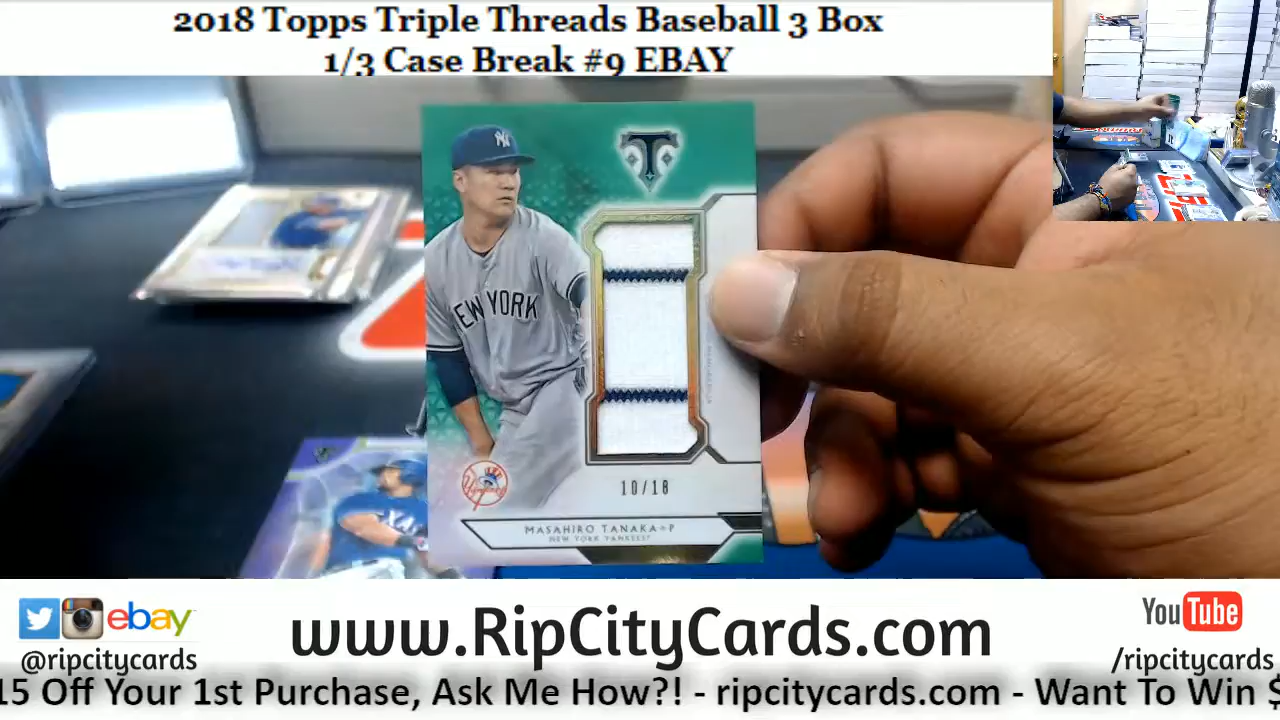 2018 Topps Triple Threads Baseball 3 Box
1/3 Case Break #9 EBAY
NY
T
NEW YORK
Yankees
10/18
MASAHIRO TANAKA P
NEW YORK YANKEES
ebay
@ripcitycards
www.RipCityCards.com
YouTube
/ripcitycards
15 Off Your 1st Purchase, Ask Me How?! - ripcitycards.com - Want To Win $